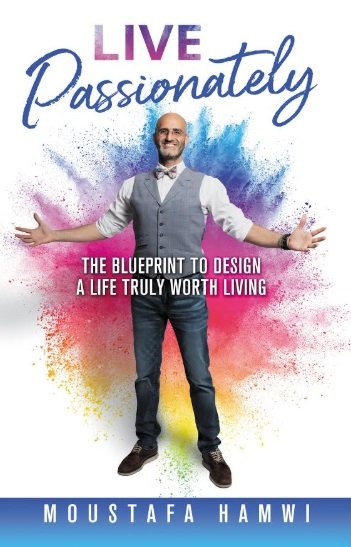 LIVE
Passionately
THE BLUEPRINT TO DESIGN
A LIFE TRULY WORTH LIVING
MOUSTAFA HAMWI